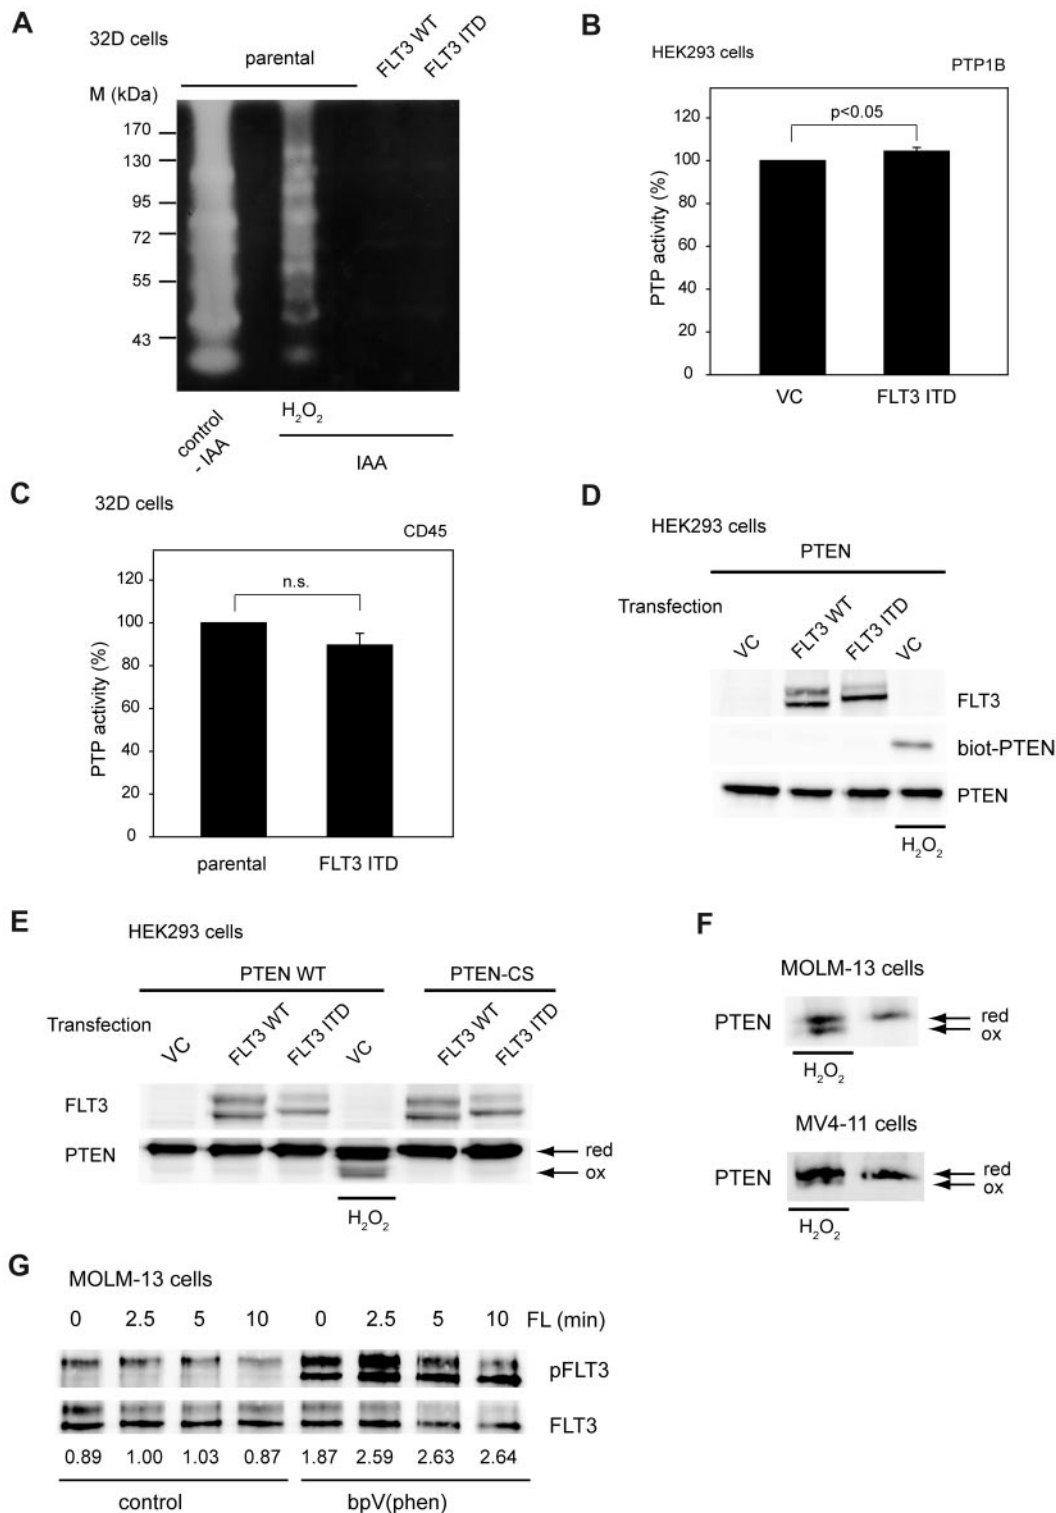 A
32D cells
parental
FLT3 WT
FLT3 ITD
M (kDa)
170
130
95
72
55
43
control
- IAA
H₂O₂
IAA
B
HEK293 cells
PTP1B
p<0.05
PTP activity (%)
120
100
80
60
40
20
0
VC
FLT3 ITD
C
32D cells
CD45
n.s.
PTP activity (%)
120
100
80
60
40
20
0
parental
FLT3 ITD
D
HEK293 cells
PTEN
Transfection
VC
FLT3 WT
FLT3 ITD
VC
FLT3
biot-PTEN
PTEN
H₂O₂
E
HEK293 cells
PTEN WT
PTEN-CS
Transfection
VC
FLT3 WT
FLT3 ITD
VC
FLT3 WT
FLT3 ITD
FLT3
PTEN
red
ox
H₂O₂
F
MOLM-13 cells
PTEN
red
ox
H₂O₂
MV4-11 cells
PTEN
red
ox
H₂O₂
G
MOLM-13 cells
0 2.5 5 10 0 2.5 5 10 FL (min)
pFLT3
FLT3
0.89 1.00 1.03 0.87 1.87 2.59 2.63 2.64
control bpV(phen)